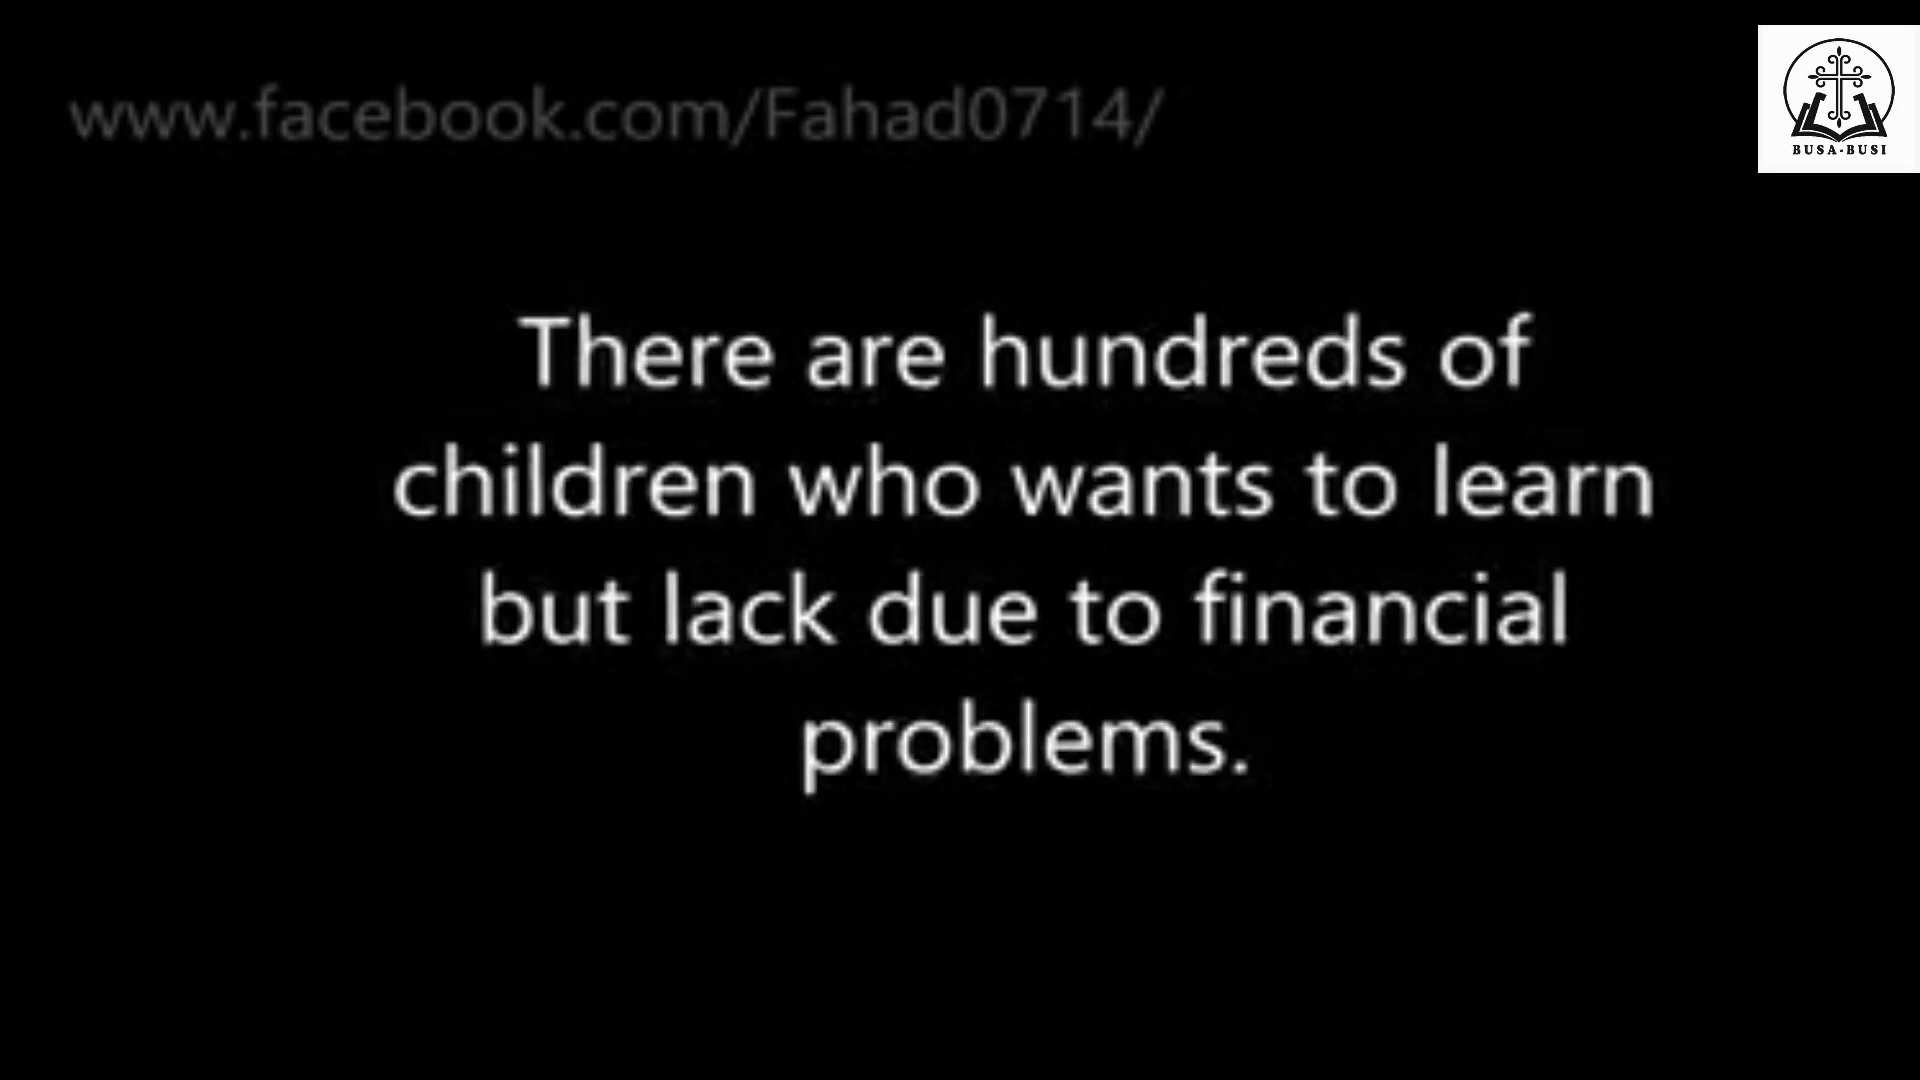 www.facebook.com/Fahad0714/
BUSA-BUSI
There are hundreds of
children who wants to learn
but lack due to financial
problems.